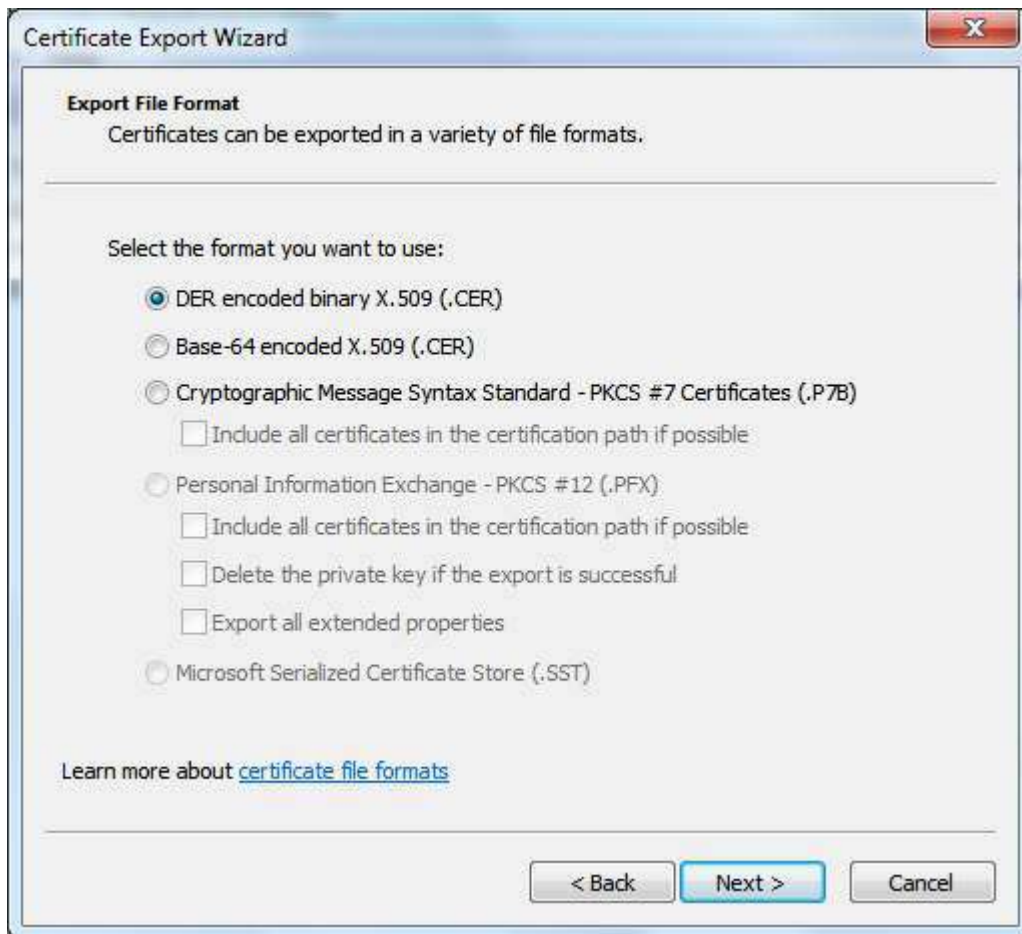 Certificate Export Wizard
Export File Format
Certificates can be exported in a variety of file formats.
Select the format you want to use:
DER encoded binary X.509 (.CER)
Base-64 encoded X.509 (.CER)
Cryptographic Message Syntax Standard - PKCS #7 Certificates (.P7B)
Include all certificates in the certification path if possible
Personal Information Exchange - PKCS #12 (.PFX)
Include all certificates in the certification path if possible
Delete the private key if the export is successful
Export all extended properties
Microsoft Serialized Certificate Store (.SST)
Learn more about certificate file formats
< Back Next > Cancel